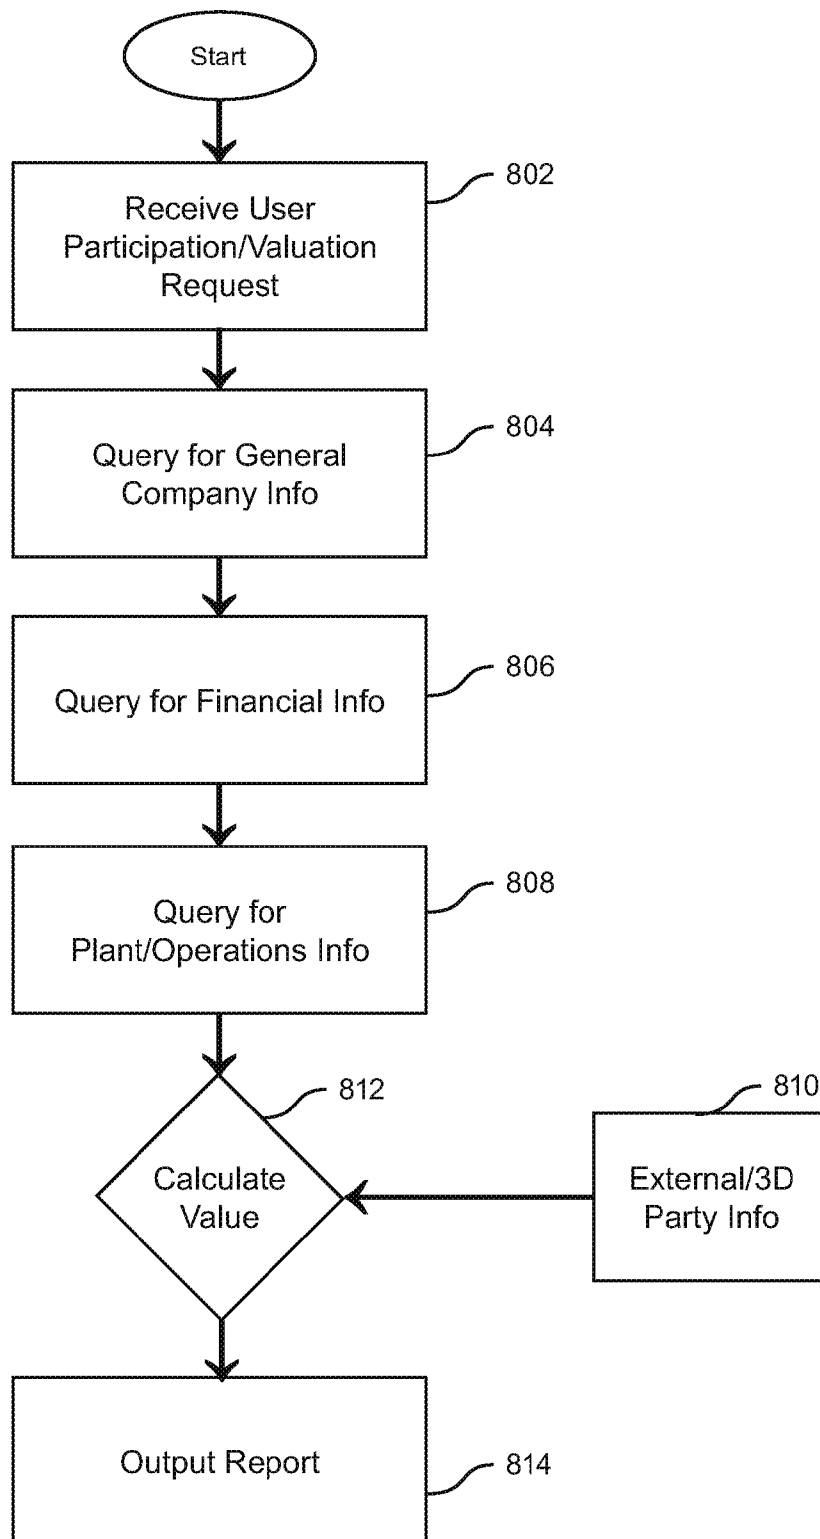 Start
802
Receive User
Participation/Valuation
Request
804
Query for General
Company Info
806
Query for Financial Info
808
Query for
Plant/Operations Info
812
810
Calculate
Value
External/3D
Party Info
Output Report
814